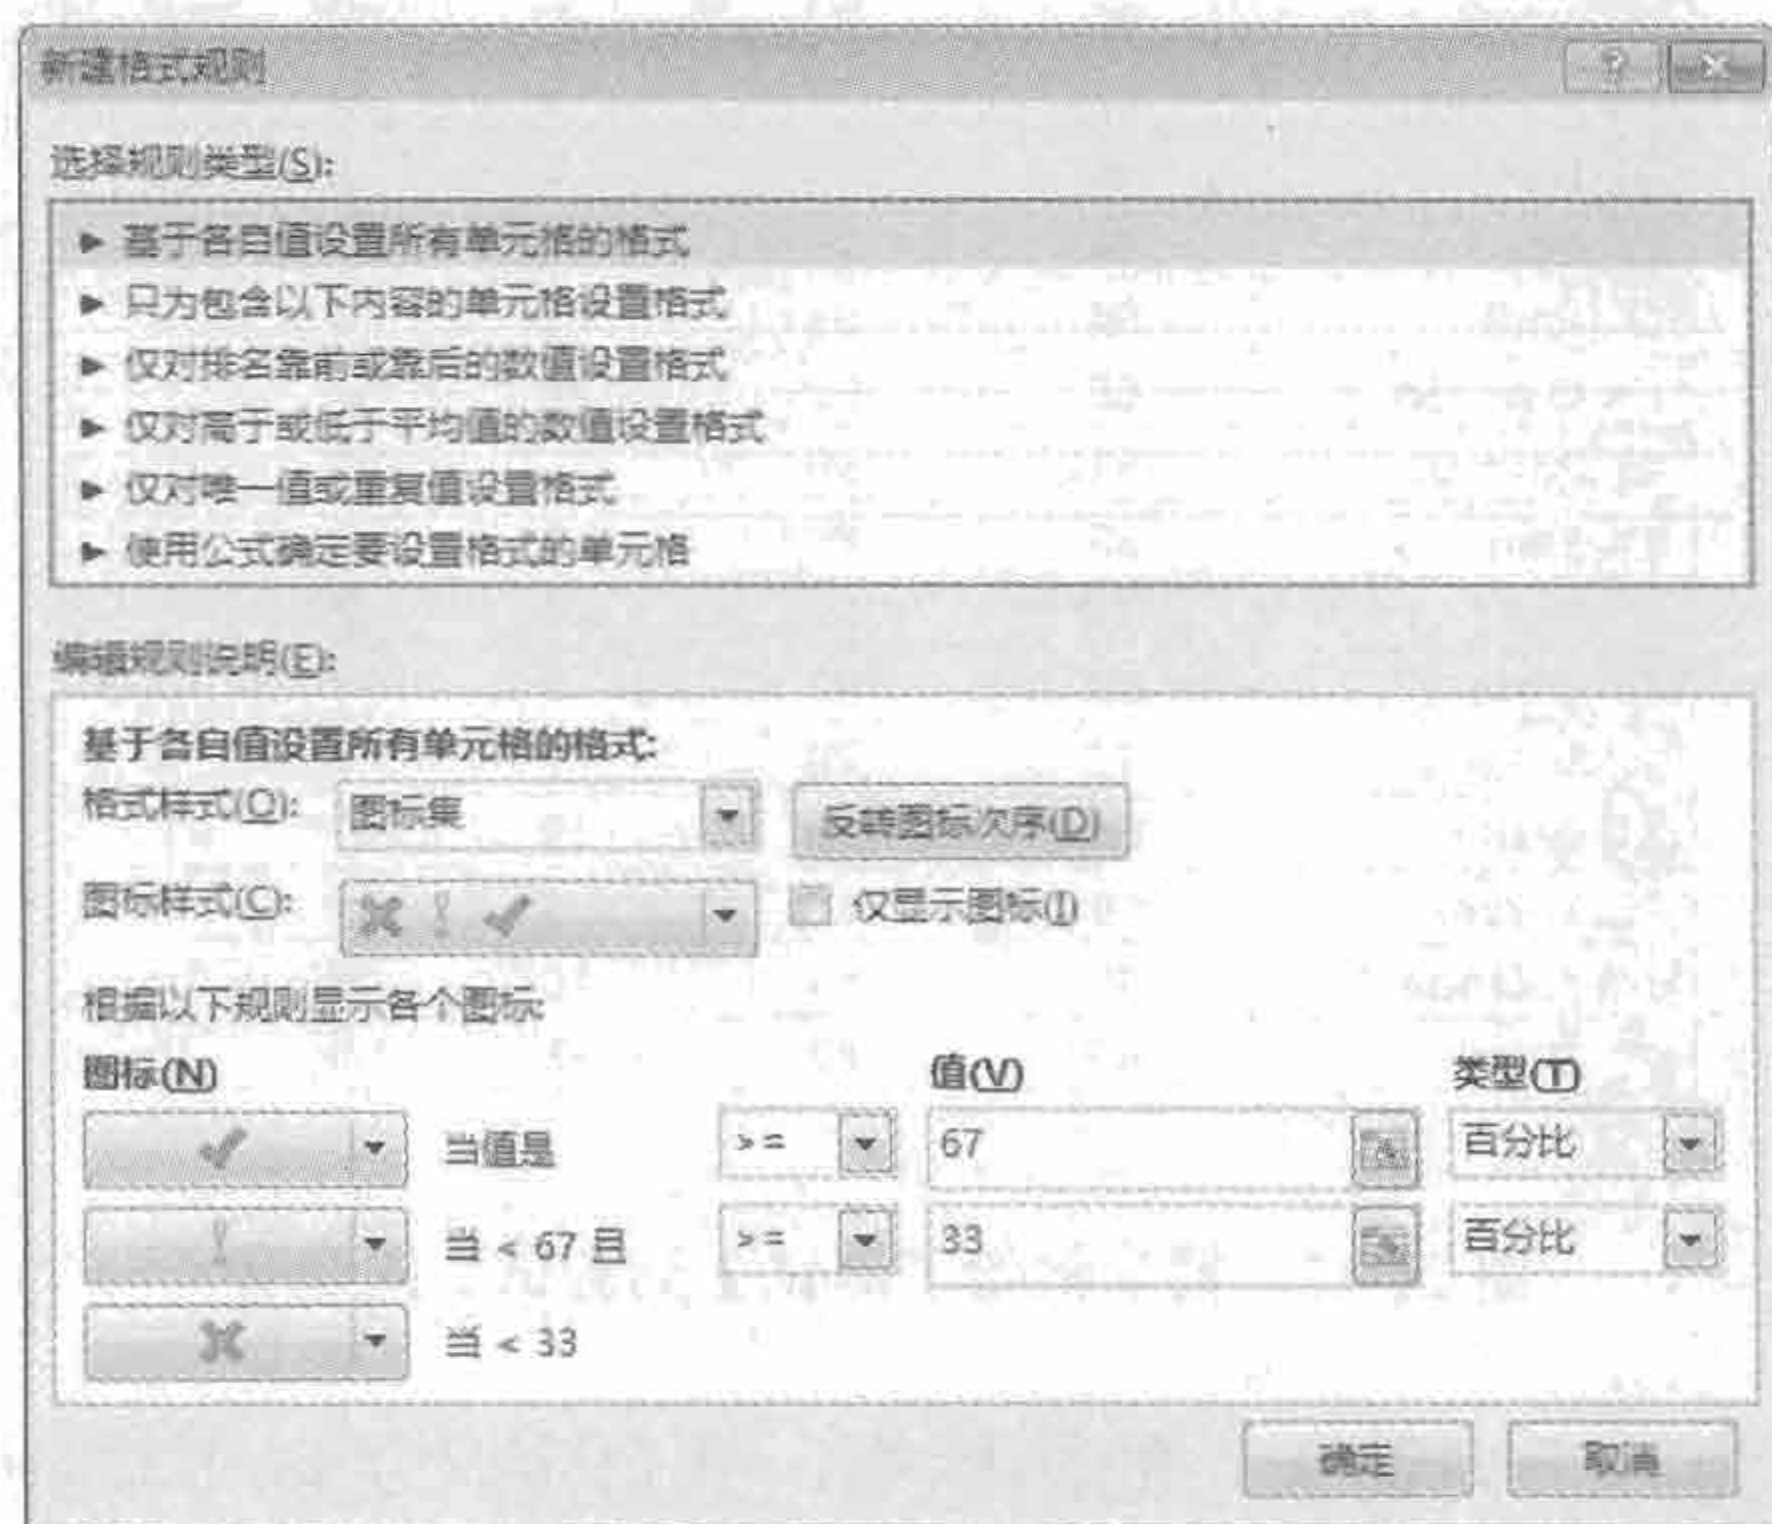 新建格式规则
选择规则类型(S):
► 基于各自值设置所有单元格的格式
► 只为包含以下内容的单元格设置格式
► 仅对排名靠前或靠后的数值设置格式
► 仅对高于或低于平均值的数值设置格式
► 仅对唯一值或重复值设置格式
► 使用公式确定要设置格式的单元格
编辑规则说明(E):
基于各自值设置所有单元格的格式:
格式样式(O): 图标集 反转图标次序(D)
图标样式(C): 仅显示图标(I)
根据以下规则显示各个图标:
图标(N) 值(V) 类型(T)
当值是 >= 67 百分比
当 < 67 且 >= 33 百分比
当 < 33
确定 取消